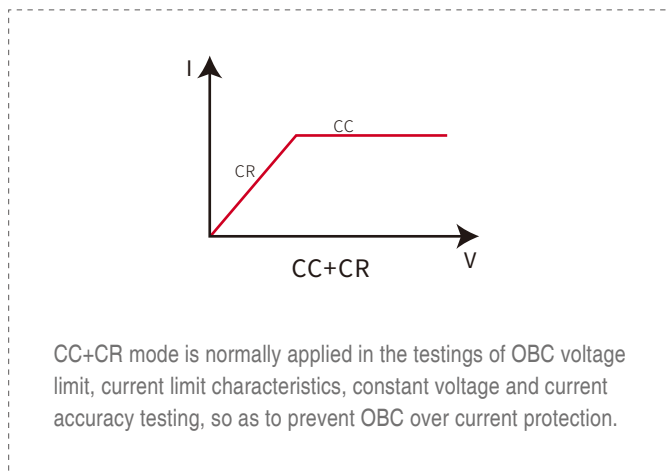 I
CC
CR
V
CC+CR
CC+CR mode is normally applied in the testings of OBC voltage
limit, current limit characteristics, constant voltage and current
accuracy testing, so as to prevent OBC over current protection.